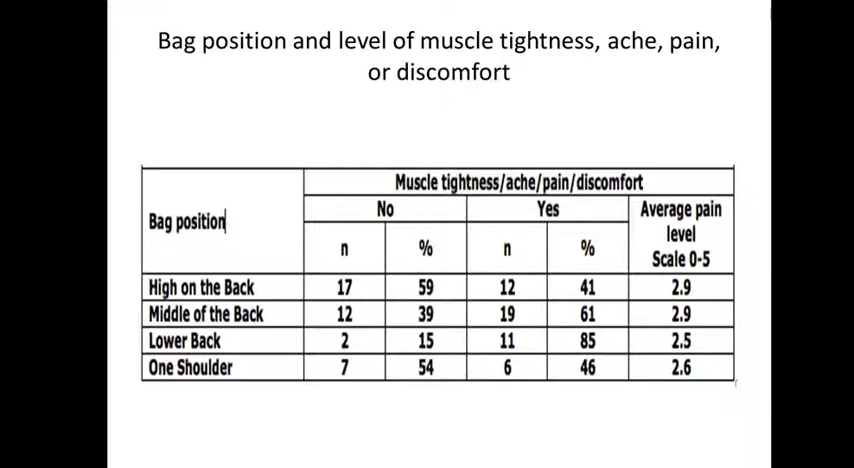 Bag position and level of muscle tightness, ache, pain,
or discomfort
Muscle tightness/ache/pain/discomfort
Bag position
No
Yes
Average pain
level
Scale 0-5
n % n %
High on the Back 17 59 12 41 2.9
Middle of the Back 12 39 19 61 2.9
Lower Back 2 15 11 85 2.5
One Shoulder 7 54 6 46 2.6